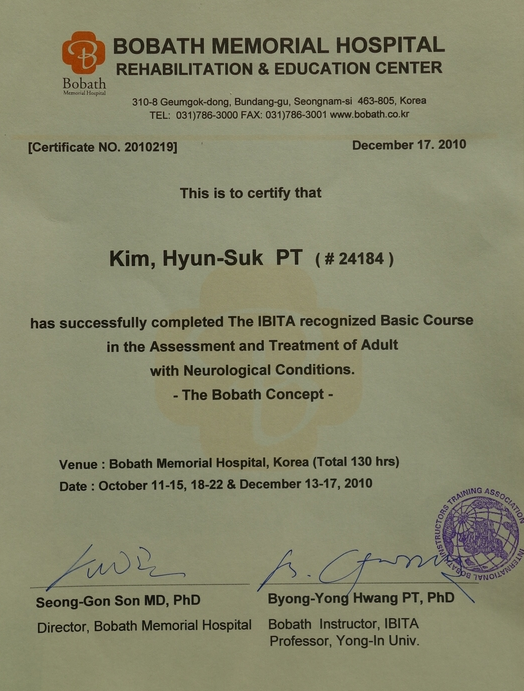 BOBATH MEMORIAL HOSPITAL
REHABILITATION & EDUCATION CENTER
Bobath
Memorial Hospital
310-8 Geumgok-dong, Bundang-gu, Seongnam-si 463-805, Korea
TEL: 031)786-3000 FAX: 031)786-3001 www.bobath.co.kr
[Certificate NO. 2010219]
December 17. 2010
This is to certify that
Kim, Hyun-Suk PT ( # 24184 )
has successfully completed The IBITA recognized Basic Course
in the Assessment and Treatment of Adult
with Neurological Conditions.
- The Bobath Concept -
Venue : Bobath Memorial Hospital, Korea (Total 130 hrs)
Date : October 11-15, 18-22 & December 13-17, 2010
INTERNATIONAL BOBATH INSTRUCTORS TRAINING ASSOCIATION
Seong-Gon Son MD, PhD
Director, Bobath Memorial Hospital
Byong-Yong Hwang PT, PhD
Bobath Instructor, IBITA
Professor, Yong-In Univ.